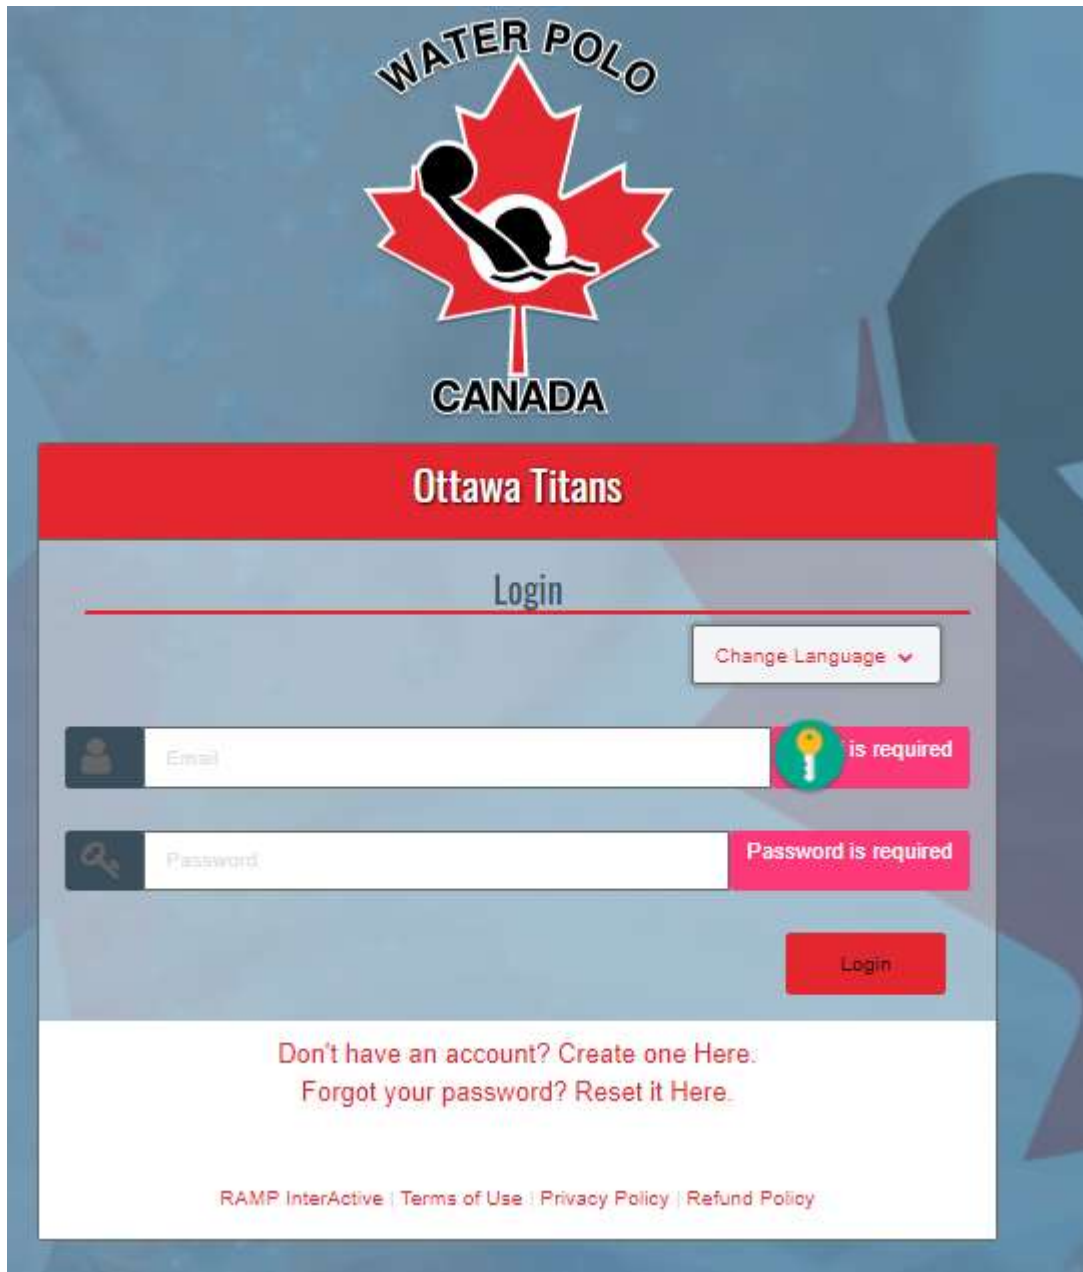 WATER POLO
CANADA
Ottawa Titans
Login
Change Language
Email
is required
Password
Password is required
Login
Don't have an account? Create one Here.
Forgot your password? Reset it Here.
RAMP InterActive | Terms of Use | Privacy Policy | Refund Policy